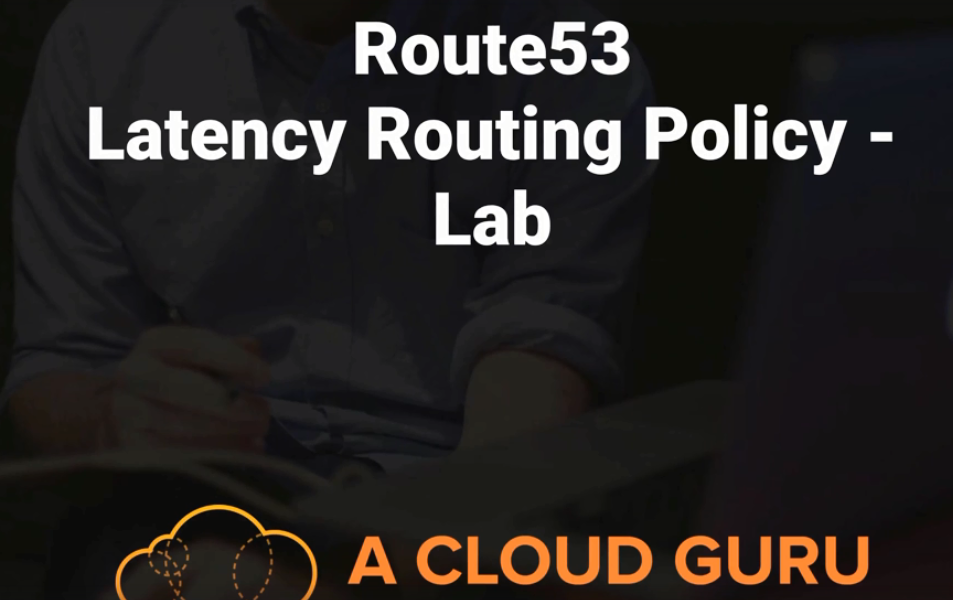 Route53
Latency Routing Policy -
Lab
A CLOUD GURU